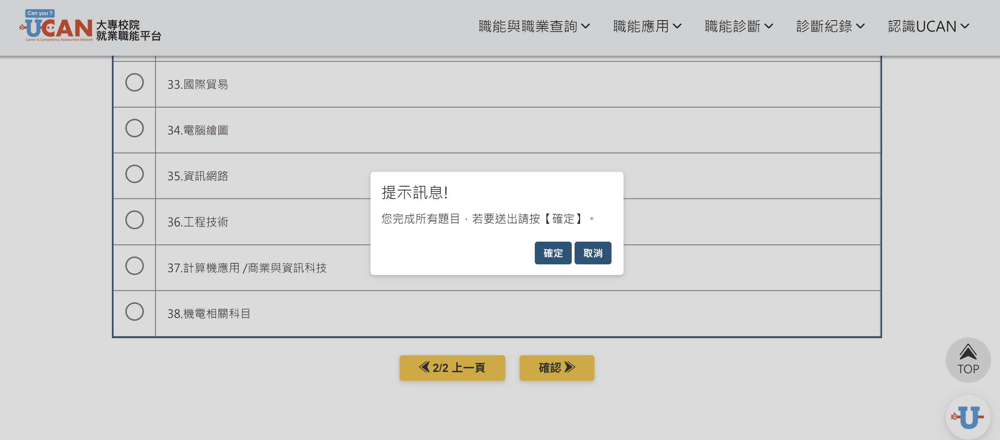 Can you ?
UCAN
Career & Competency Assessment Network
大專校院
就業職能平台
職能與職業查詢
職能應用
職能診斷
診斷紀錄
認識UCAN
33.國際貿易
34.電腦繪圖
35.資訊網路
36.工程技術
37.計算機應用 /商業與資訊科技
38.機電相關科目
提示訊息!
您完成所有題目，若要送出請按【確定】。
確定
取消
2/2 上一頁
確認
TOP
U